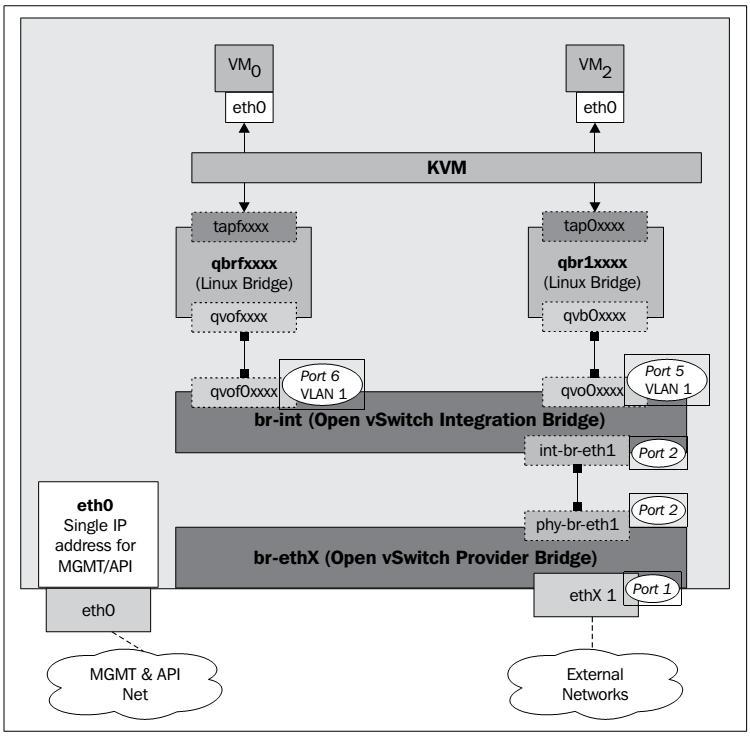 VM0
VM2
eth0
eth0
KVM
tapfxxxx
tap0xxxx
qbrfxxxx
(Linux Bridge)
qbr1xxxx
(Linux Bridge)
qvofxxxx
qvb0xxxx
qvof0xxxx
Port 6
VLAN 1
qvo0xxxx
Port 5
VLAN 1
br-int (Open vSwitch Integration Bridge)
int-br-eth1
Port 2
eth0
Single IP
address for
MGMT/API
phy-br-eth1
Port 2
br-ethX (Open vSwitch Provider Bridge)
eth0
ethX 1
Port 1
MGMT & API
Net
External
Networks